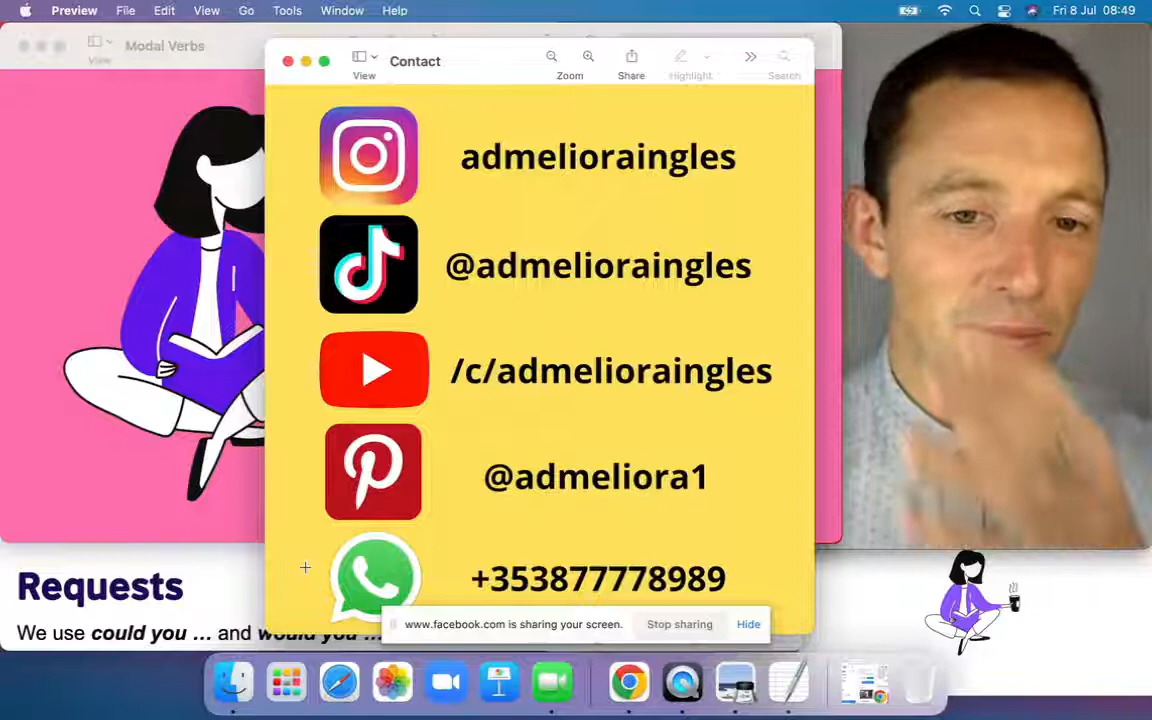 Preview File Edit View Go Tools Window Help Fri 8 Jul 08:49
Modal Verbs
View
Contact
View Zoom Share Highlight Search
admelioraingles
@admelioraingles
/c/admelioraingles
@admeliora1
+353877778989
Requests
We use could you ... and would you ...
www.facebook.com is sharing your screen. Stop sharing Hide